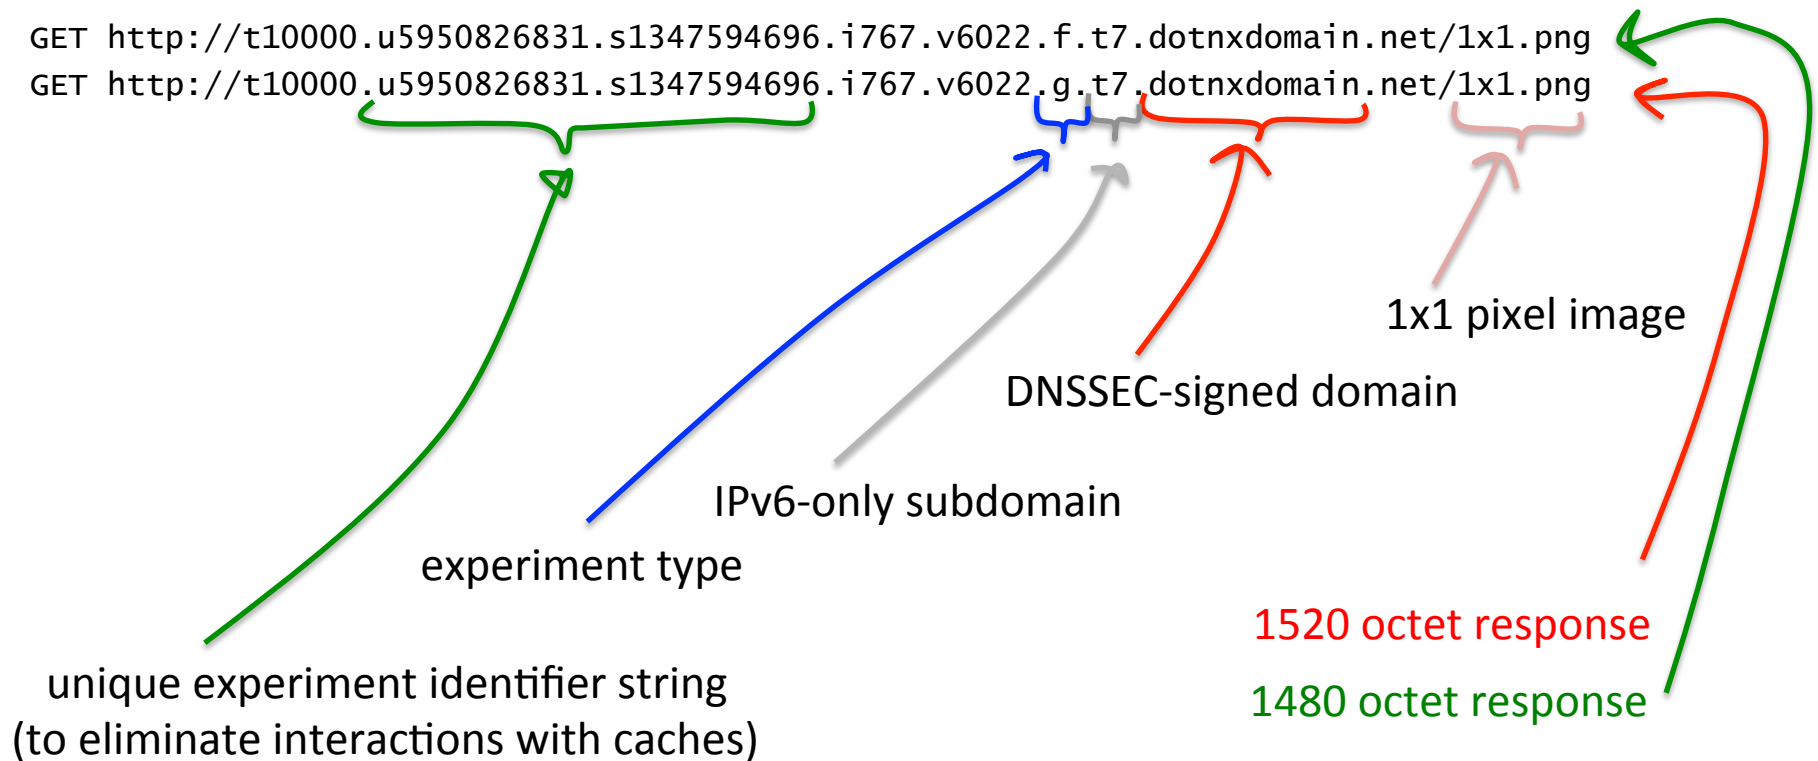 GET http://t10000.u5950826831.s1347594696.i767.v6022.f.t7.dotnxdomain.net/1x1.png
GET http://t10000.u5950826831.s1347594696.i767.v6022.g.t7.dotnxdomain.net/1x1.png
1x1 pixel image
DNSSEC-signed domain
IPv6-only subdomain
experiment type
1520 octet response
unique experiment identifier string
1480 octet response
(to eliminate interactions with caches)